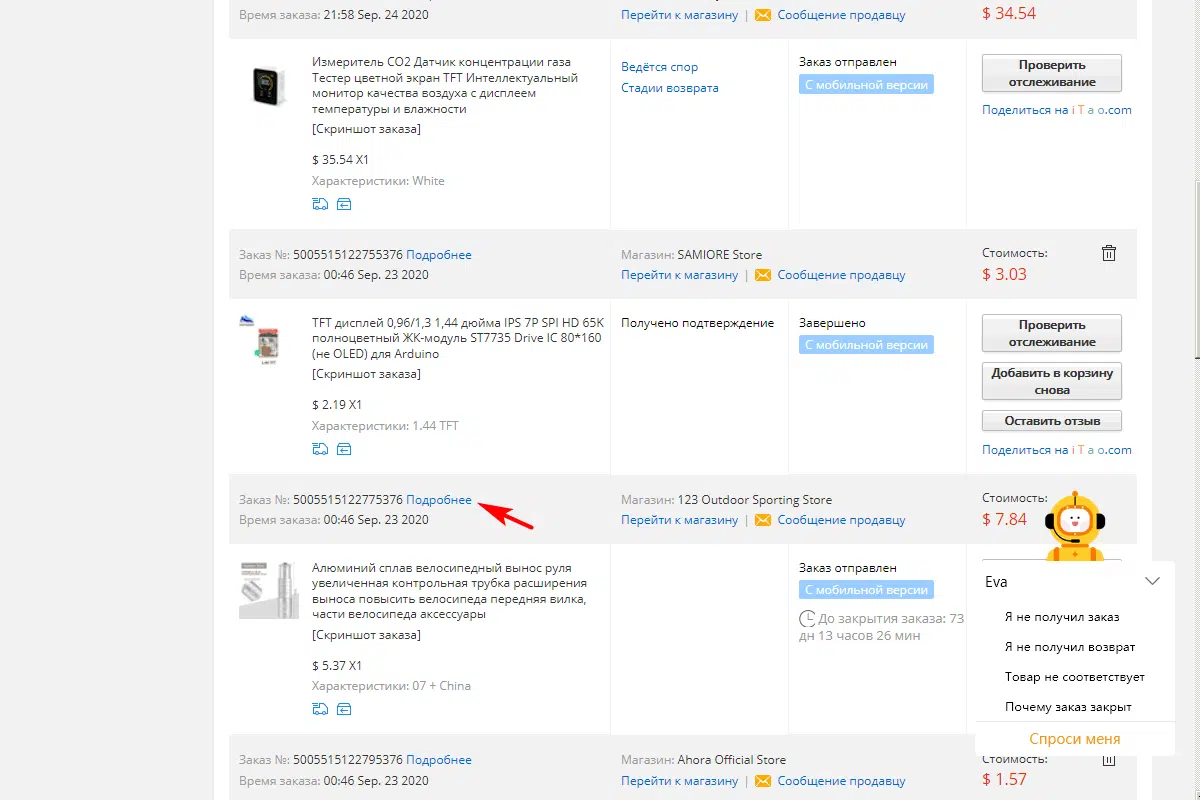 Время заказа: 21:58 Sep. 24 2020
Перейти к магазину | Сообщение продавцу
$ 34.54
Измеритель CO2 Датчик концентрации газа
Тестер цветной экран TFT Интеллектуальный
монитор качества воздуха с дисплеем
температуры и влажности
[Скриншот заказа]
$ 35.54 X1
Характеристики: White
Ведётся спор
Стадии возврата
Заказ отправлен
С мобильной версии
Проверить
отслеживание
Поделиться на iTao.com
Заказ №: 5005515122755376 Подробнее
Время заказа: 00:46 Sep. 23 2020
Магазин: SAMIORE Store
Перейти к магазину | Сообщение продавцу
Стоимость:
$ 3.03
TFT дисплей 0,96/1,3 1,44 дюйма IPS 7P SPI HD 65K
полноцветный ЖК-модуль ST7735 Drive IC 80*160
(не OLED) для Arduino
[Скриншот заказа]
$ 2.19 X1
Характеристики: 1.44 TFT
Получено подтверждение
Завершено
С мобильной версии
Проверить
отслеживание
Добавить в корзину
снова
Оставить отзыв
Поделиться на iTao.com
Заказ №: 5005515122775376 Подробнее
Время заказа: 00:46 Sep. 23 2020
Магазин: 123 Outdoor Sporting Store
Перейти к магазину | Сообщение продавцу
Стоимость:
$ 7.84
Алюминий сплав велосипедный вынос руля
увеличенная контрольная трубка расширения
выноса повысить велосипеда передняя вилка,
части велосипеда аксессуары
[Скриншот заказа]
$ 5.37 X1
Характеристики: 07 + China
Заказ отправлен
С мобильной версии
До закрытия заказа: 73
дн 13 часов 26 мин
Eva
Я не получил заказ
Я не получил возврат
Товар не соответствует
Почему заказ закрыт
Спроси меня
Заказ №: 5005515122795376 Подробнее
Время заказа: 00:46 Sep. 23 2020
Магазин: Ahora Official Store
Перейти к магазину | Сообщение продавцу
Стоимость:
$ 1.57